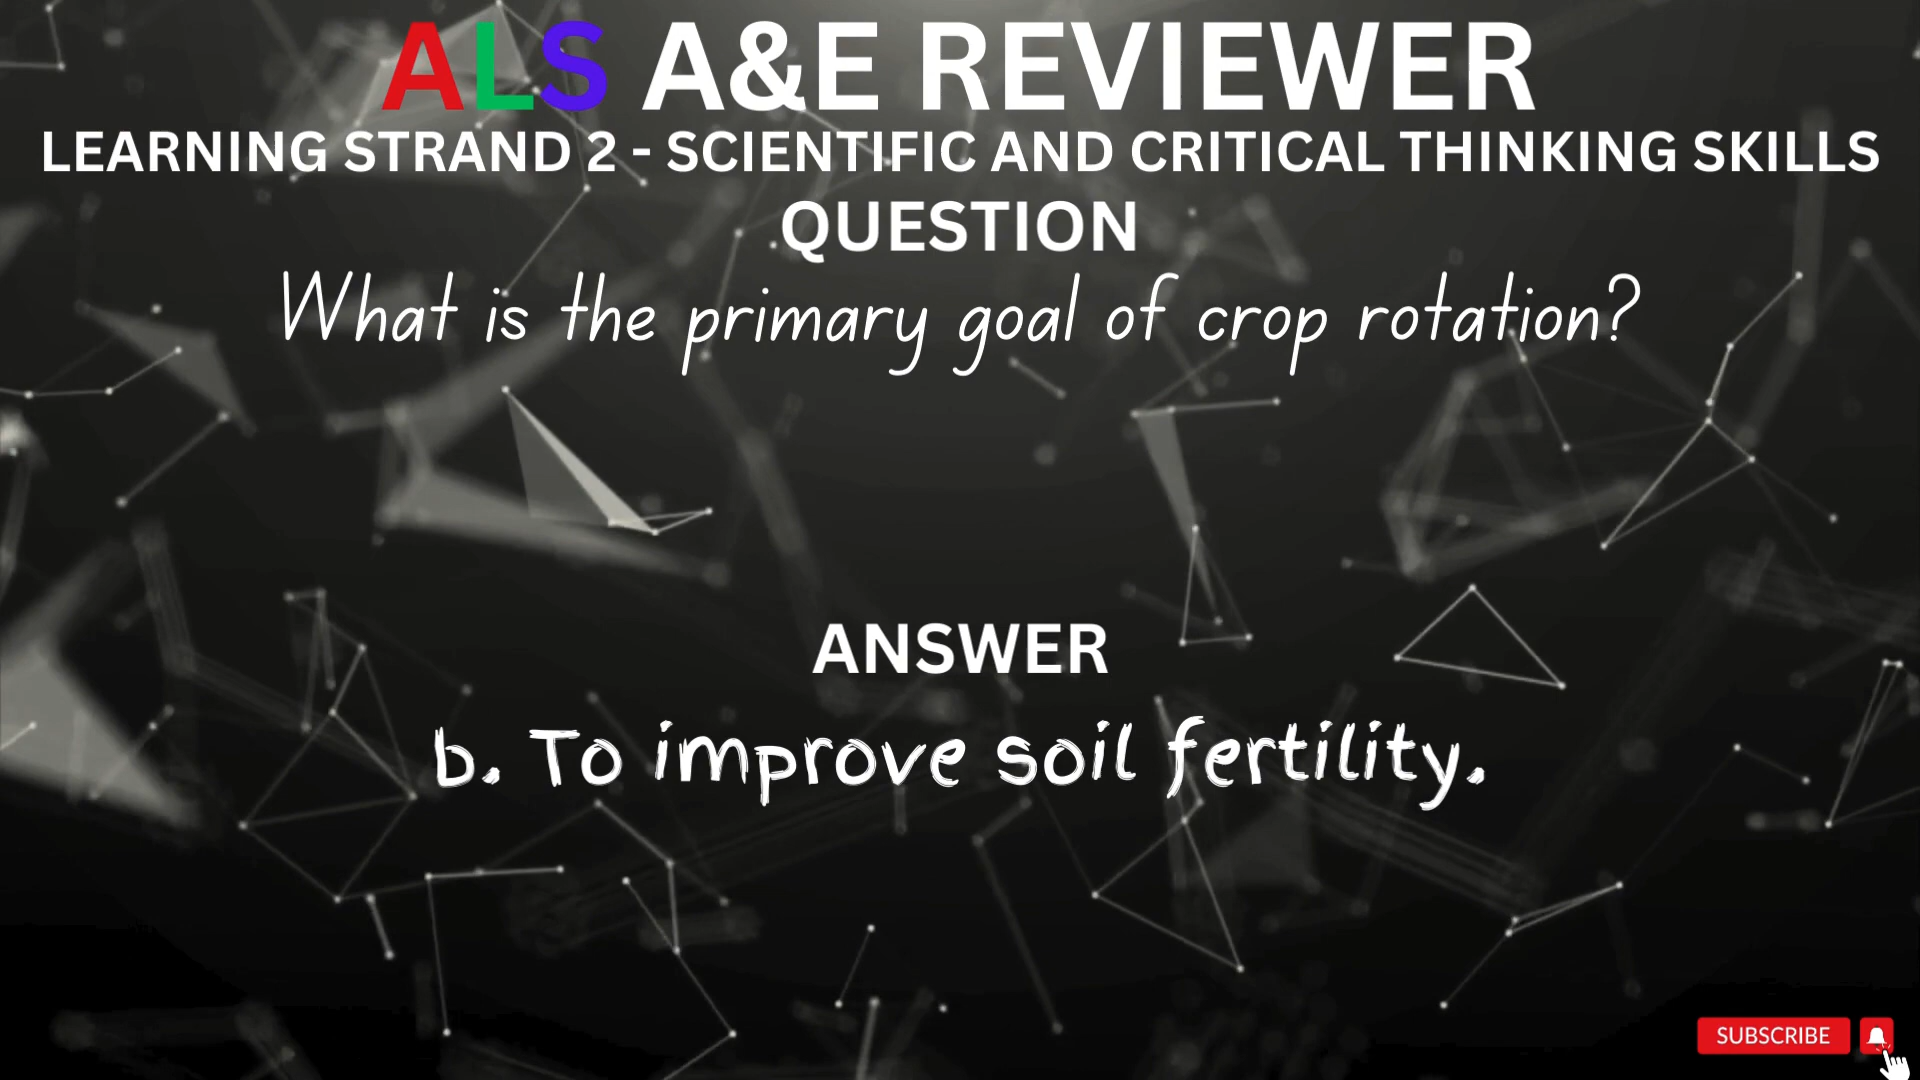 ALS A&E REVIEWER
LEARNING STRAND 2 - SCIENTIFIC AND CRITICAL THINKING SKILLS
QUESTION
What is the primary goal of crop rotation?
ANSWER
b. To improve soil fertility.
SUBSCRIBE